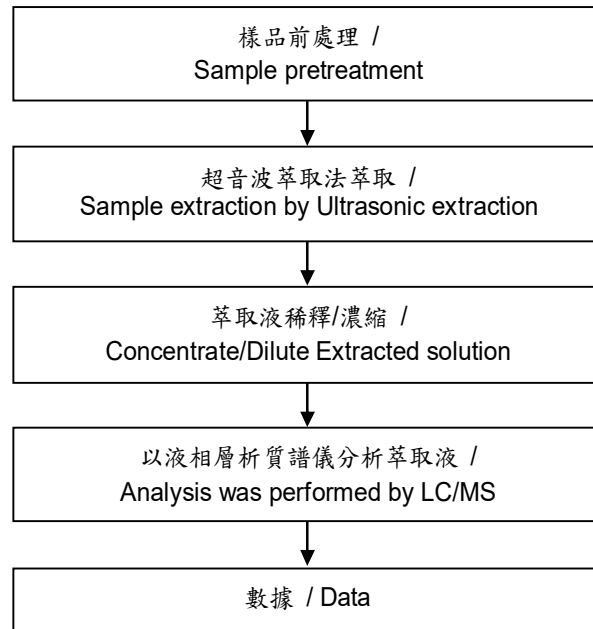 樣品前處理 /
Sample pretreatment
超音波萃取法萃取 /
Sample extraction by Ultrasonic extraction
萃取液稀釋/濃縮 /
Concentrate/Dilute Extracted solution
以液相層析質譜儀分析萃取液 /
Analysis was performed by LC/MS
數據 / Data